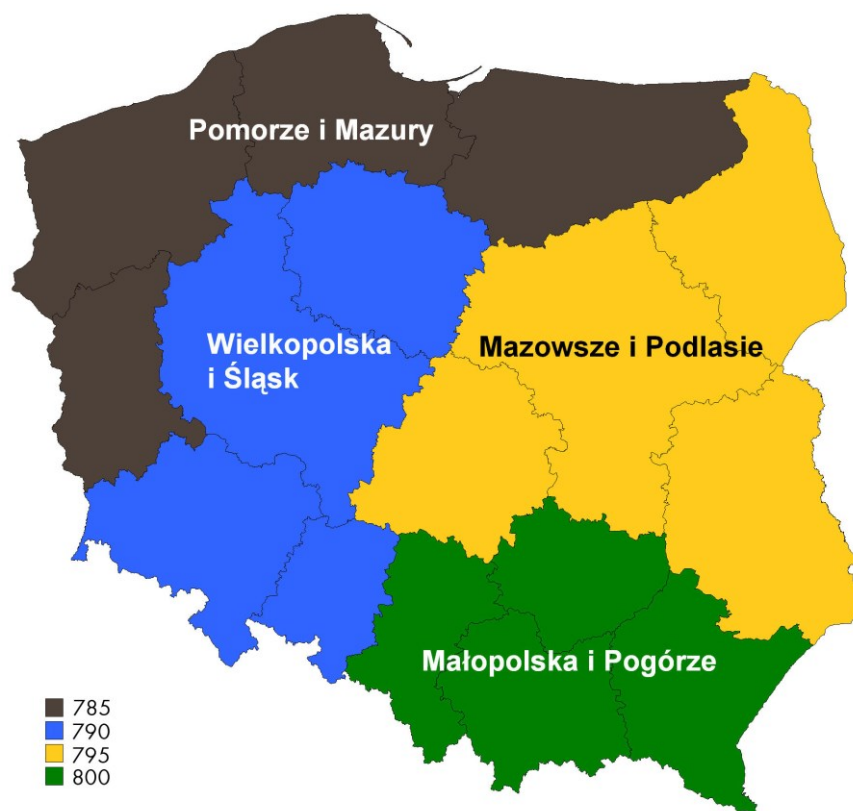 Pomorze i Mazury
Wielkopolska
i Śląsk
Mazowsze i Podlasie
Małopolska i Pogórze
785
790
795
800